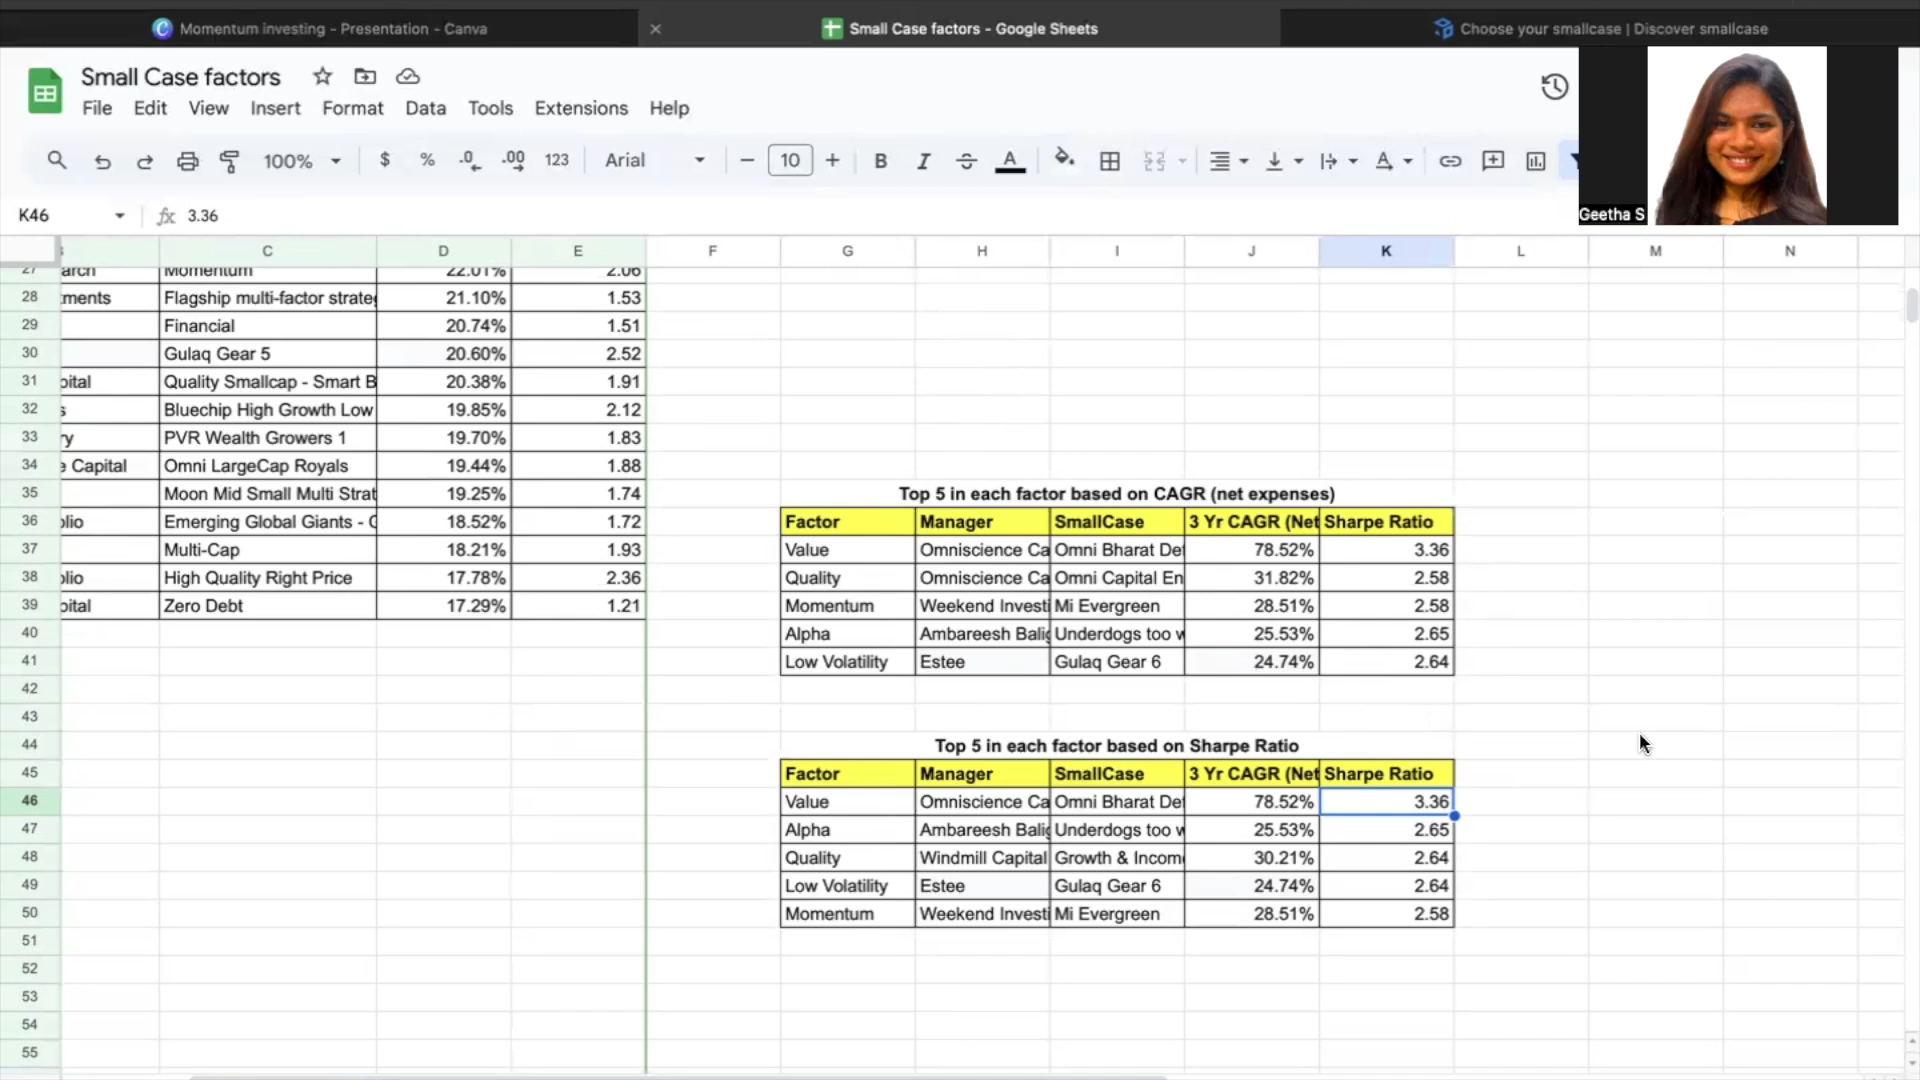 Momentum investing - Presentation - Canva
Small Case factors - Google Sheets
Choose your smallcase | Discover smallcase
Small Case factors
File Edit View Insert Format Data Tools Extensions Help
100% $ % .0 .00 123 Arial 10 B I A
K46 fx 3.36
Geetha S
C D E F G H I J K L M N
27 arch Momentum 22.01% 2.06
28 tments Flagship multi-factor strate 21.10% 1.53
29 Financial 20.74% 1.51
30 Gulaq Gear 5 20.60% 2.52
31 pital Quality Smallcap - Smart B 20.38% 1.91
32 s Bluechip High Growth Low 19.85% 2.12
33 ry PVR Wealth Growers 1 19.70% 1.83
34 e Capital Omni LargeCap Royals 19.44% 1.88
35 Moon Mid Small Multi Strat 19.25% 1.74 Top 5 in each factor based on CAGR (net expenses)
36 olio Emerging Global Giants - 18.52% 1.72 Factor Manager SmallCase 3 Yr CAGR (Net Sharpe Ratio
37 Multi-Cap 18.21% 1.93 Value Omniscience Ca Omni Bharat Def 78.52% 3.36
38 olio High Quality Right Price 17.78% 2.36 Quality Omniscience Ca Omni Capital En 31.82% 2.58
39 pital Zero Debt 17.29% 1.21 Momentum Weekend Investi Mi Evergreen 28.51% 2.58
40 Alpha Ambareesh Balig Underdogs too w 25.53% 2.65
41 Low Volatility Estee Gulaq Gear 6 24.74% 2.64
42
43
44 Top 5 in each factor based on Sharpe Ratio
45 Factor Manager SmallCase 3 Yr CAGR (Net Sharpe Ratio
46 Value Omniscience Ca Omni Bharat Def 78.52% 3.36
47 Alpha Ambareesh Balig Underdogs too w 25.53% 2.65
48 Quality Windmill Capital Growth & Incom 30.21% 2.64
49 Low Volatility Estee Gulaq Gear 6 24.74% 2.64
50 Momentum Weekend Investi Mi Evergreen 28.51% 2.58
51
52
53
54
55